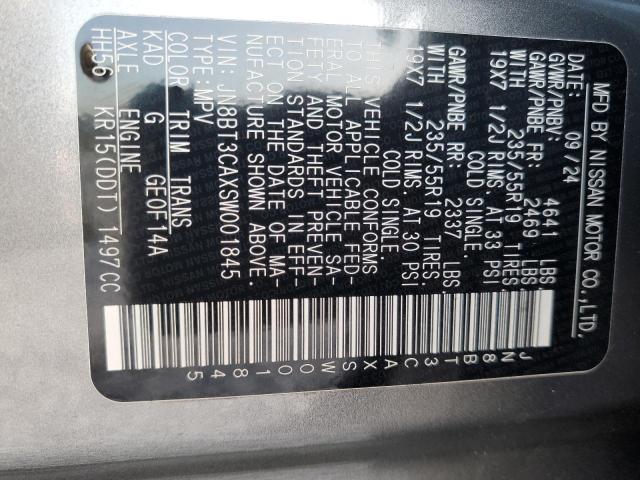 MFD BY NISSAN MOTOR CO.,LTD.
DATE: 09/24
GVWR/PNBV: 4641 LBS
GAWR/PNBE FR: 2469 LBS
WITH 235/55R19 TIRES.
19X7 1/2J RIMS AT 33 PSI
COLD SINGLE.
GAWR/PNBE RR: 2337 LBS
WITH 235/55R19 TIRES.
19X7 1/2J RIMS AT 30 PSI
COLD SINGLE.
THIS VEHICLE CONFORMS
TO ALL APPLICABLE FED-
ERAL MOTOR VEHICLE SA-
FETY AND THEFT PREVEN-
TION STANDARDS IN EFF-
ECT ON THE DATE OF MA-
NUFACTURE SHOWN ABOVE.
VIN: JN8BT3CAXSW001845
TYPE:MPV
COLOR TRIM TRANS
KAD G GE0F14A
AXLE ENGINE
HH56 KR15(DDT) 1497CC
JN8BT3CAXSW001845